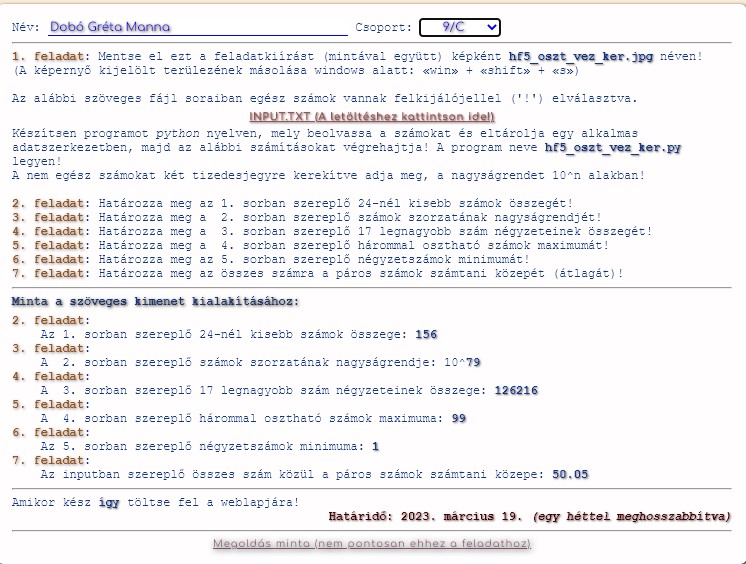 Név: Dobó Gréta Manna Csoport: 9/C
1. feladat: Mentse el ezt a feladatkiírást (mintával együtt) képként hf5_oszt_vez_ker.jpg néven!
(A képernyő kijelölt területének másolása windows alatt: «win» + «shift» + «s»)
Az alábbi szöveges fájl soraiban egész számok vannak felkijálójellel ('!') elválasztva.
INPUT.TXT (A letöltéshez kattintson ide!)
Készítsen programot python nyelven, mely beolvassa a számokat és eltárolja egy alkalmas
adatszerkezetben, majd az alábbi számításokat végrehajtja! A program neve hf5_oszt_vez_ker.py
legyen!
A nem egész számokat két tizedesjegyre kerekítve adja meg, a nagyságrendet 10^n alakban!
2. feladat: Határozza meg az 1. sorban szereplő 24-nél kisebb számok összegét!
3. feladat: Határozza meg a 2. sorban szereplő számok szorzatának nagyságrendjét!
4. feladat: Határozza meg a 3. sorban szereplő 17 legnagyobb szám négyzeteinek összegét!
5. feladat: Határozza meg a 4. sorban szereplő hárommal osztható számok maximumát!
6. feladat: Határozza meg az 5. sorban szereplő négyzetszámok minimumát!
7. feladat: Határozza meg az összes számra a páros számok számtani közepét (átlagát)!
Minta a szöveges kimenet kialakításához:
2. feladat:
Az 1. sorban szereplő 24-nél kisebb számok összege: 156
3. feladat:
A 2. sorban szereplő számok szorzatának nagyságrendje: 10^79
4. feladat:
A 3. sorban szereplő 17 legnagyobb szám négyzeteinek összege: 126216
5. feladat:
A 4. sorban szereplő hárommal osztható számok maximuma: 99
6. feladat:
Az 5. sorban szereplő négyzetszámok minimuma: 1
7. feladat:
Az inputban szereplő összes szám közül a páros számok számtani közepe: 50.05
Amikor kész így töltse fel a weblapjára!
Határidő: 2023. március 19. (egy héttel meghosszabbítva)
Megoldás minta (nem pontosan ehhez a feladathoz)